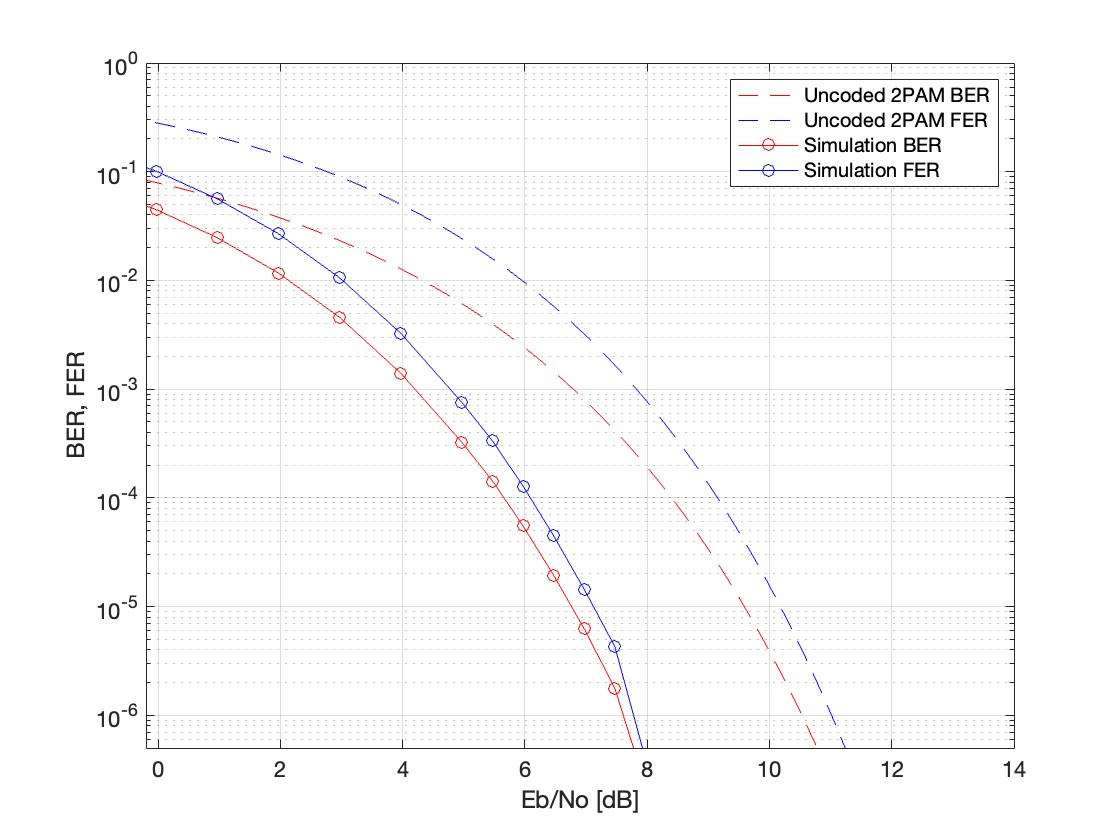 10^0
10^-1
10^-2
10^-3
10^-4
10^-5
10^-6
BER, FER
0 2 4 6 8 10 12 14
Eb/No [dB]
Uncoded 2PAM BER
Uncoded 2PAM FER
Simulation BER
Simulation FER